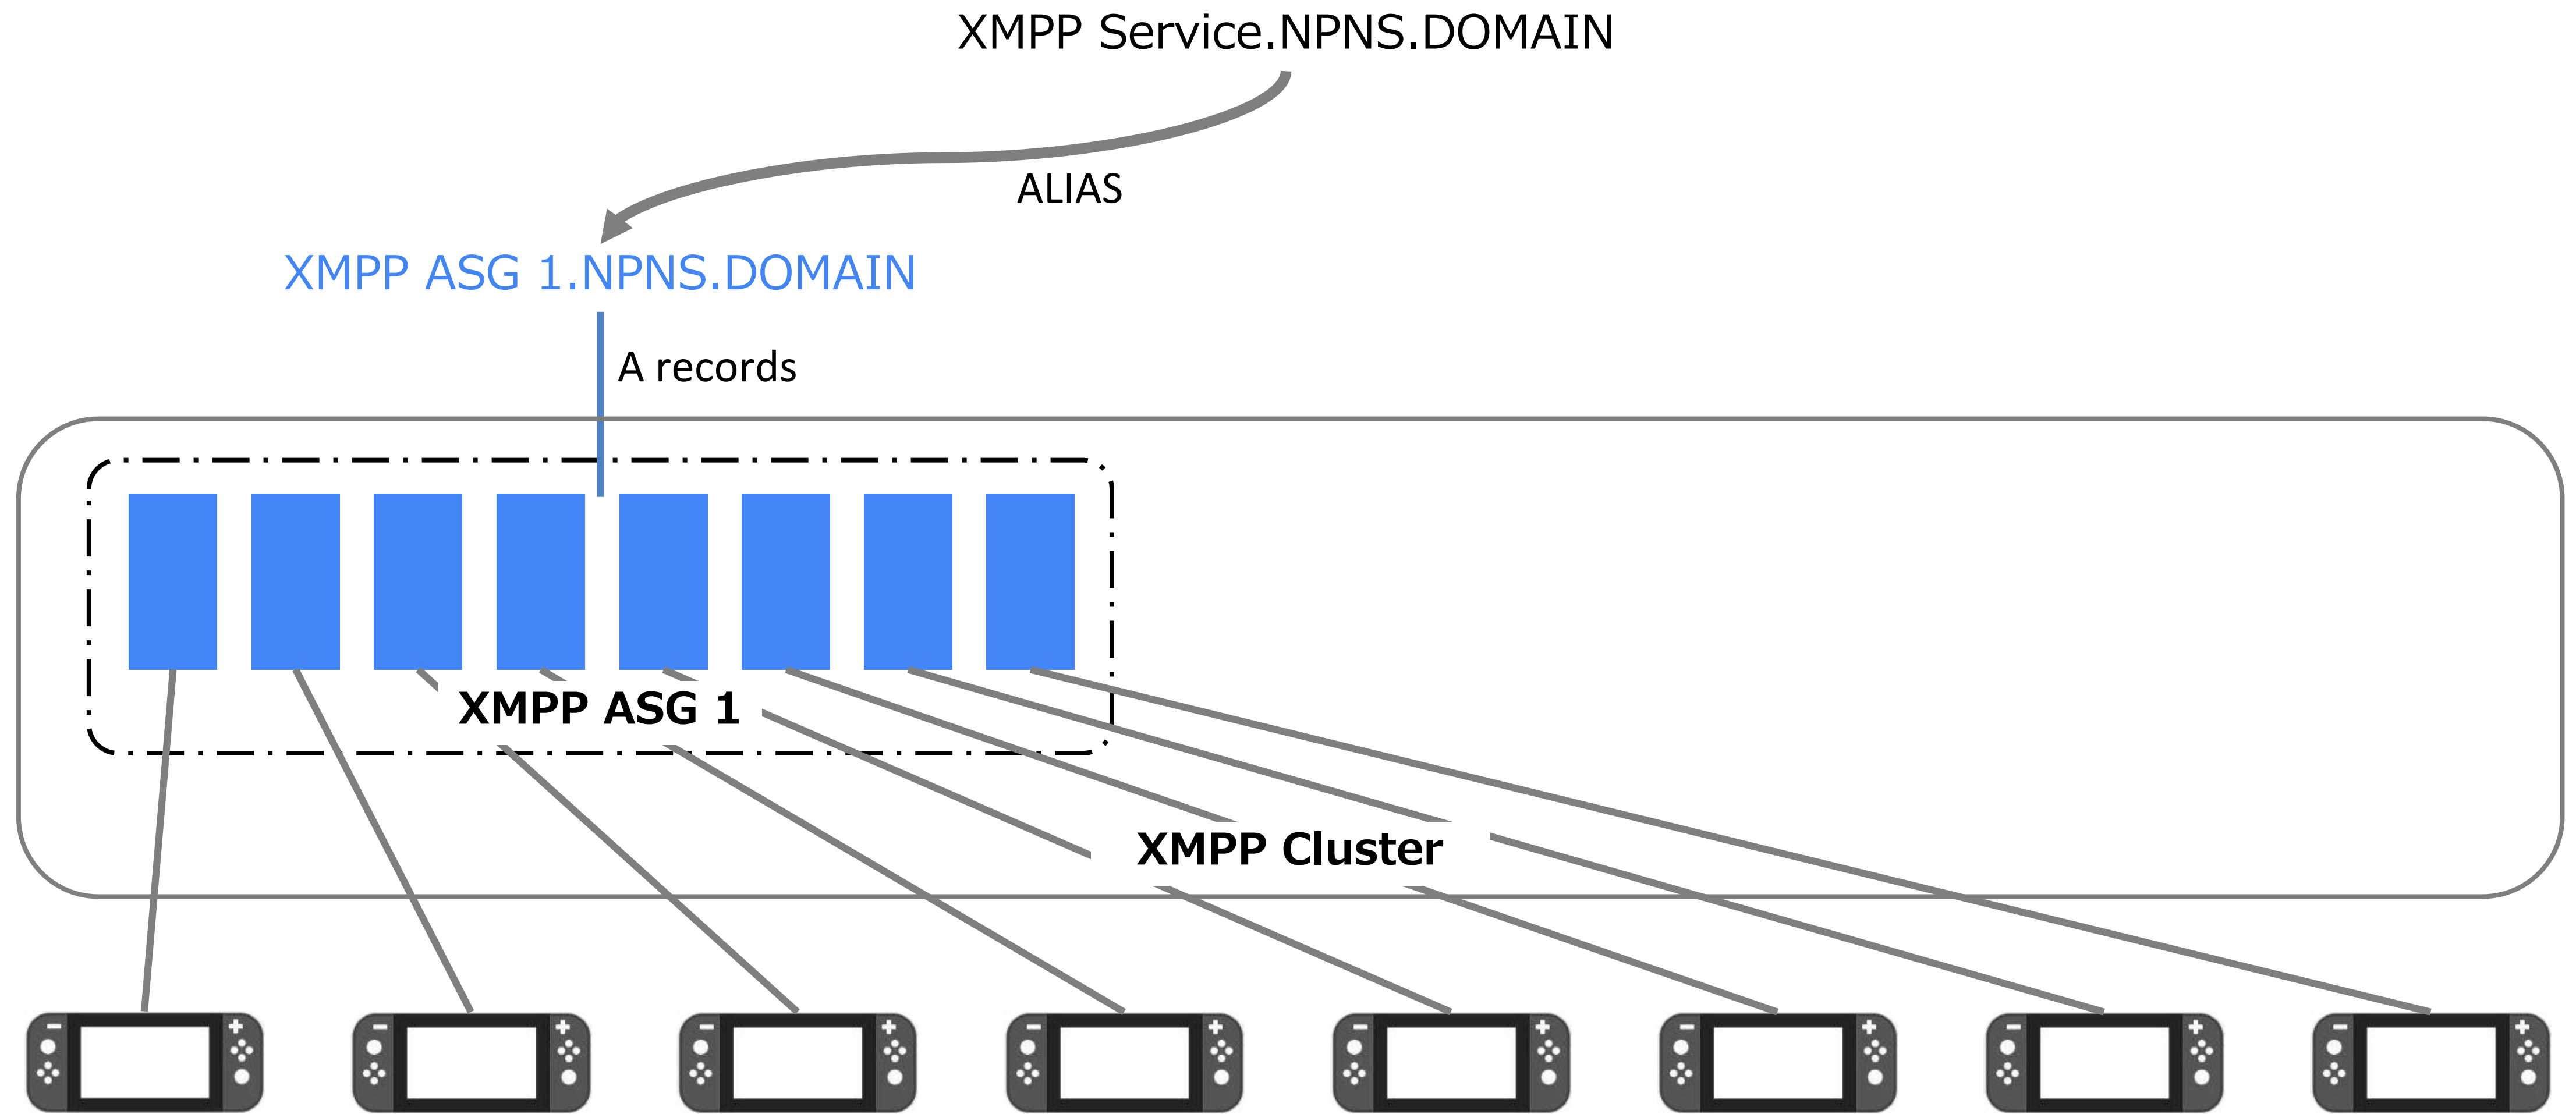 XMPP Service.NPNS.DOMAIN
ALIAS
XMPP ASG 1.NPNS.DOMAIN
A records
XMPP ASG 1
XMPP Cluster